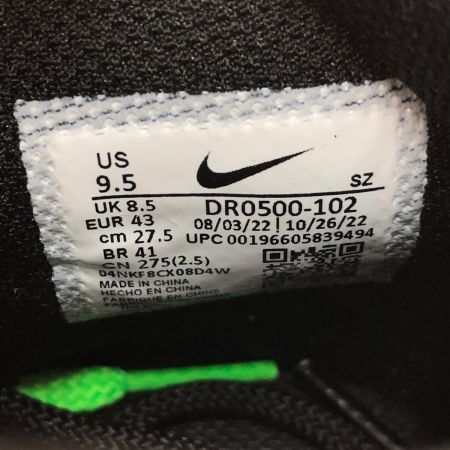 US
9.5
SZ
UK 8.5
DR0500-102
EUR 43
08/03/22 | 10/26/22
cm 27.5
UPC 00196605839494
BR 41
CN 275(2.5)
04NKF8CX08D4W
MADE IN CHINA
HECHO EN CHINA
FABRIQUE EN CHINE